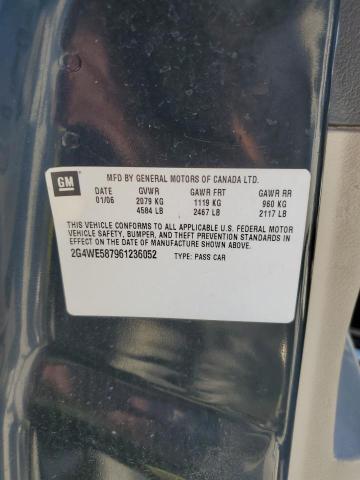 GM
MFD BY GENERAL MOTORS OF CANADA LTD.
DATE GVWR GAWR FRT GAWR RR
01/06 2079 KG 1119 KG 960 KG
4584 LB 2467 LB 2117 LB
THIS VEHICLE CONFORMS TO ALL APPLICABLE U.S. FEDERAL MOTOR
VEHICLE SAFETY, BUMPER, AND THEFT PREVENTION STANDARDS IN
EFFECT ON THE DATE OF MANUFACTURE SHOWN ABOVE.
2G4WE587961236052 TYPE: PASS CAR